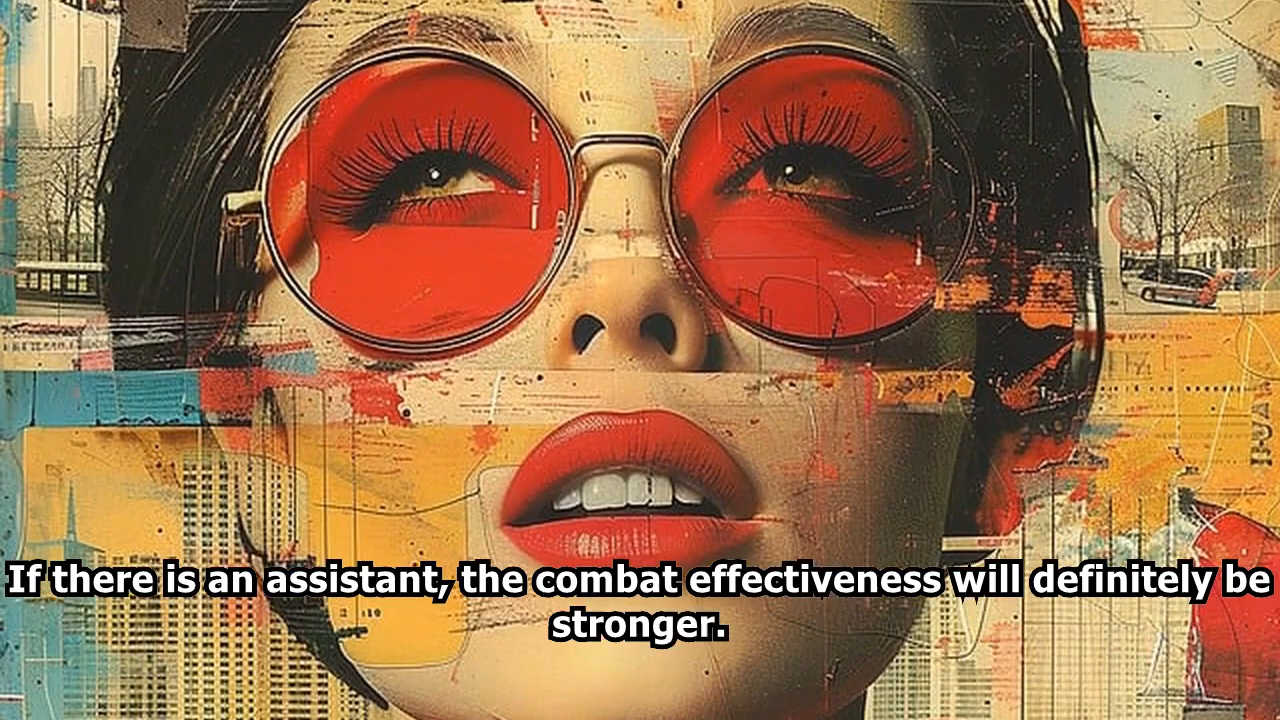 If there is an assistant, the combat effectiveness will definitely be
stronger.